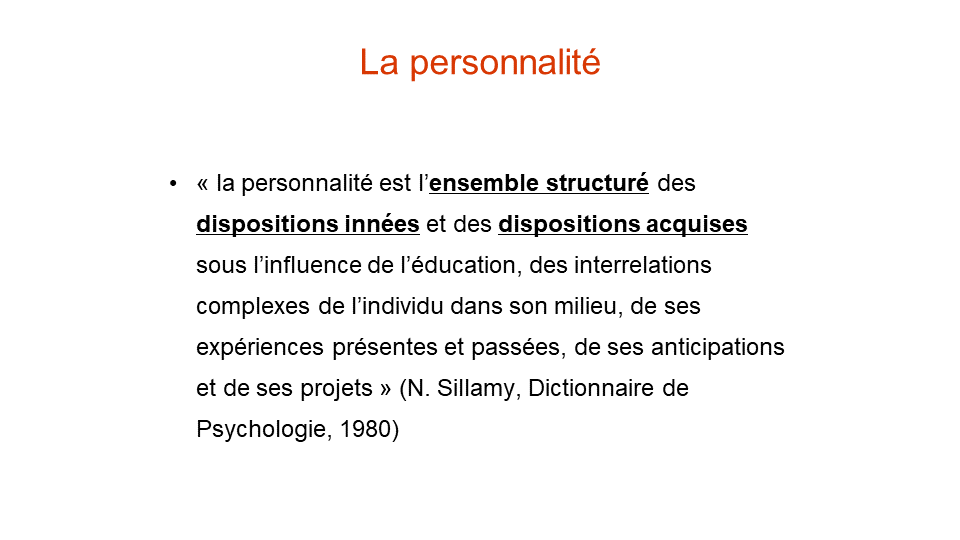 La personnalité
• « la personnalité est l’ensemble structuré des
dispositions innées et des dispositions acquises
sous l’influence de l’éducation, des interrelations
complexes de l’individu dans son milieu, de ses
expériences présentes et passées, de ses anticipations
et de ses projets » (N. Sillamy, Dictionnaire de
Psychologie, 1980)